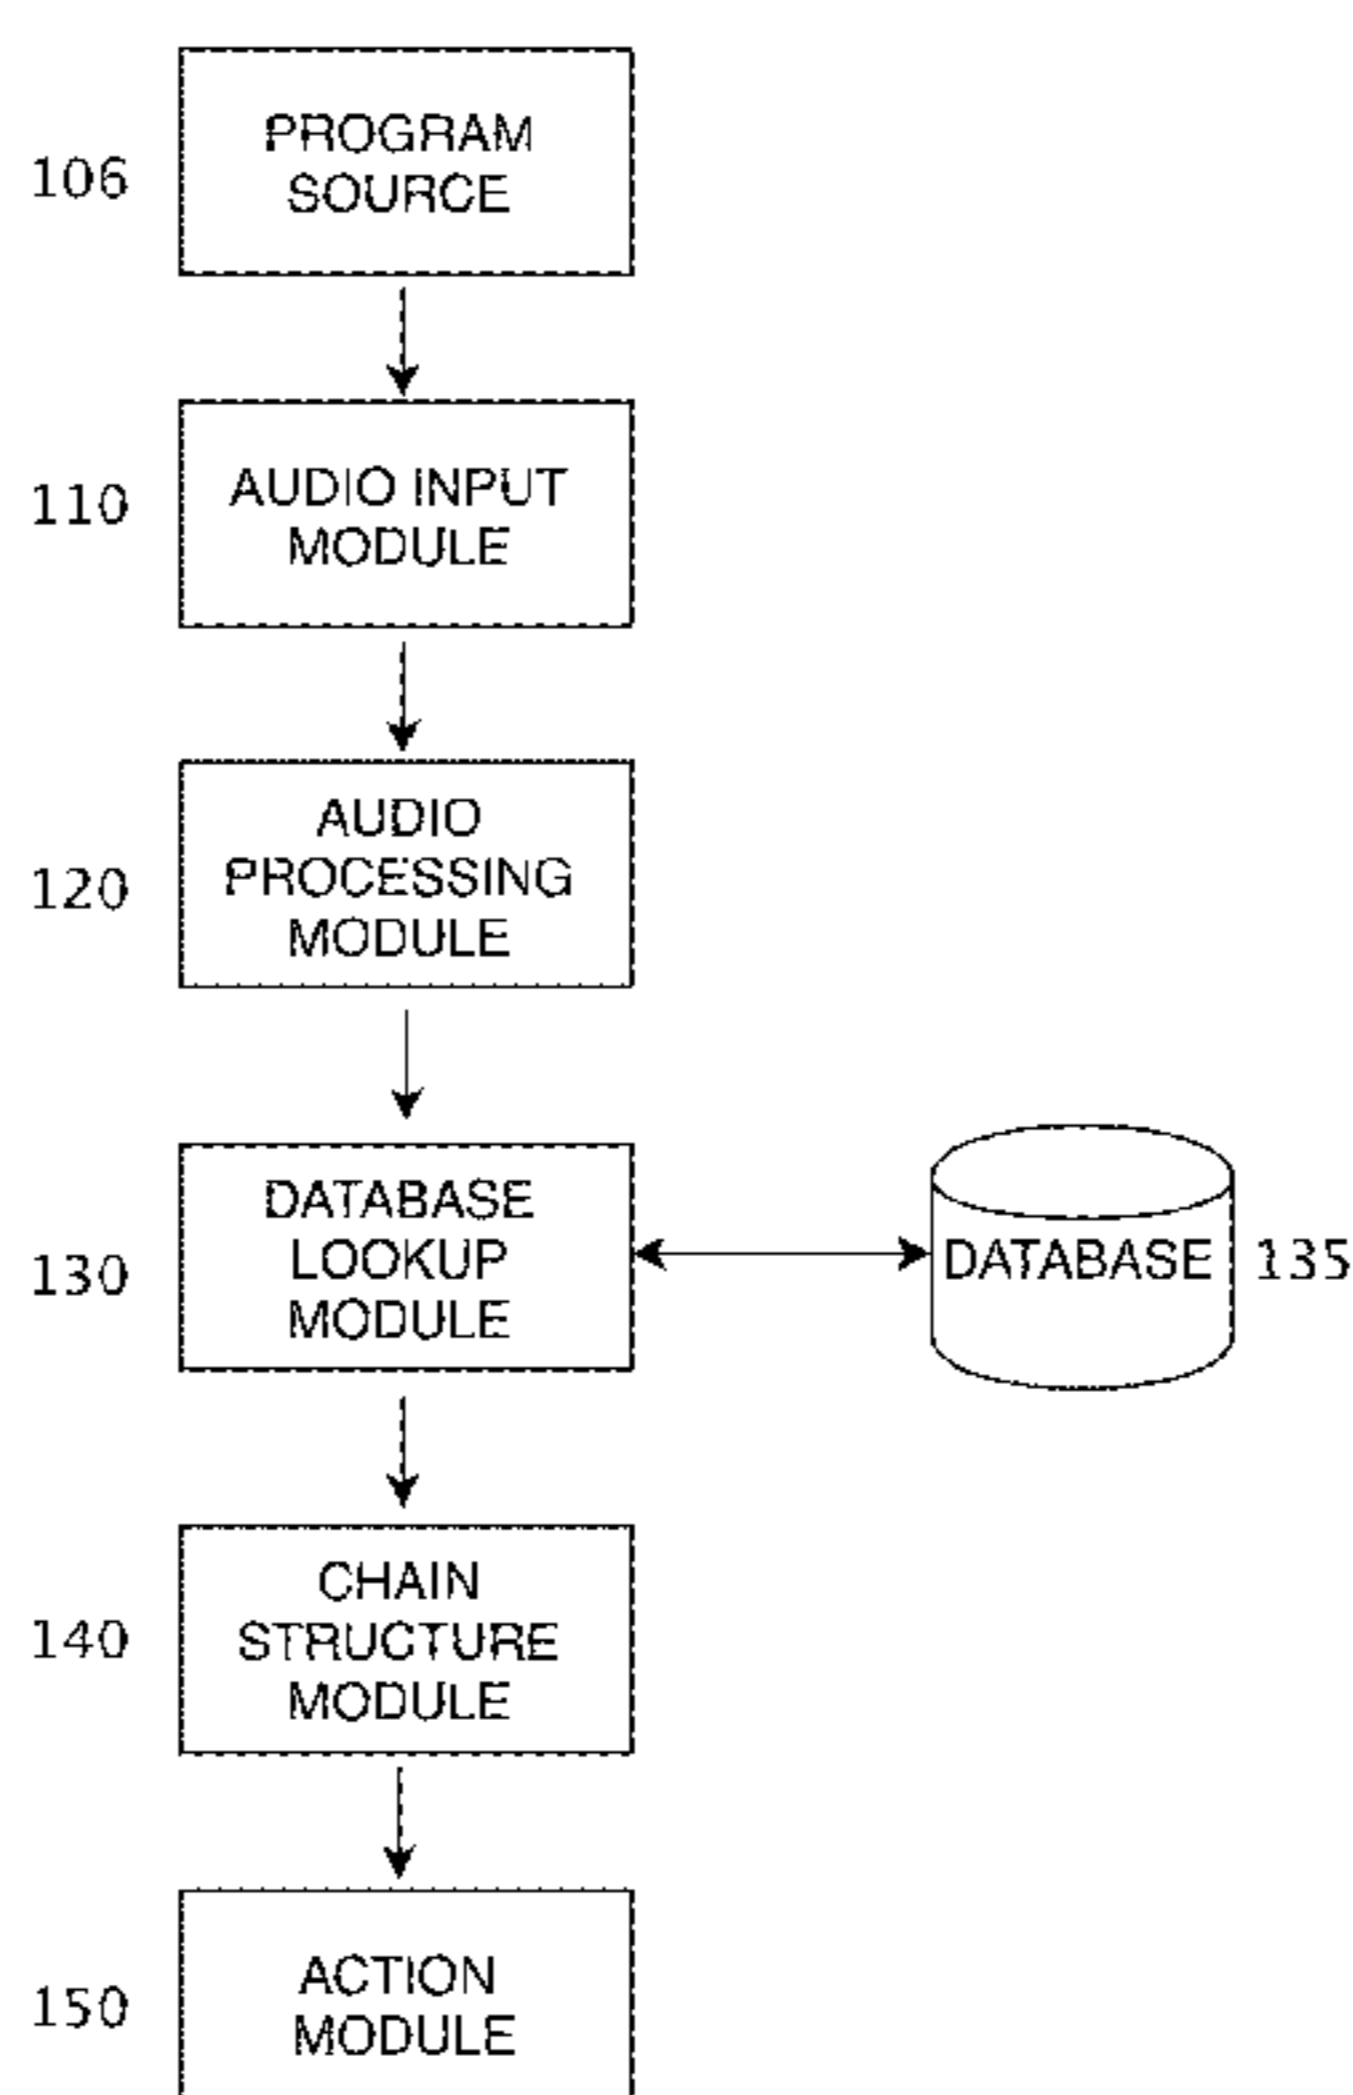 PROGRAM
SOURCE
106
AUDIO INPUT
MODULE
110
AUDIO
PROCESSING
MODULE
120
DATABASE
LOOKUP
MODULE
130
DATABASE
135
CHAIN
STRUCTURE
MODULE
140
ACTION
MODULE
150